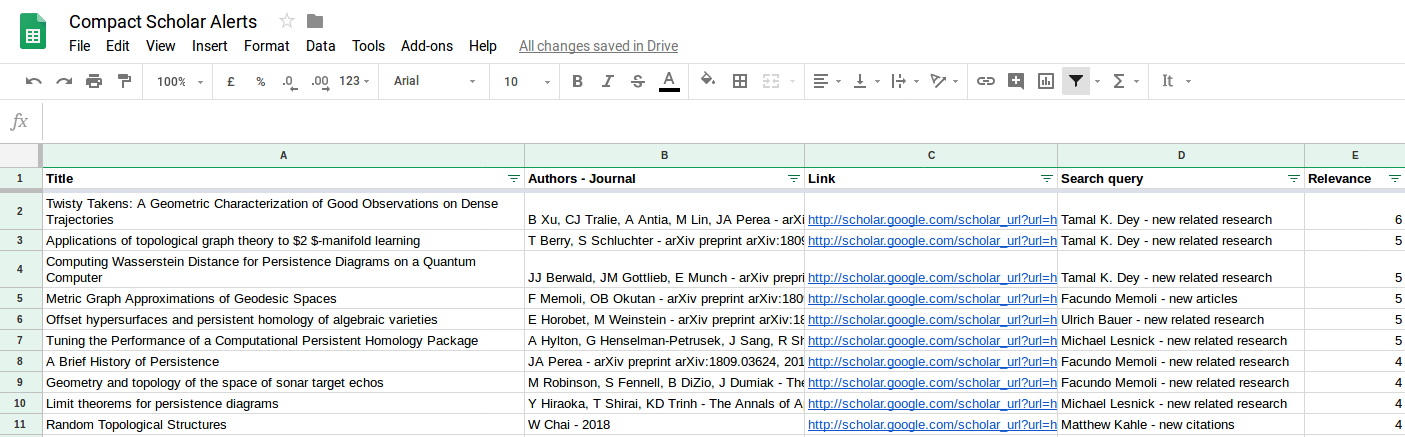 Compact Scholar Alerts
File Edit View Insert Format Data Tools Add-ons Help All changes saved in Drive
100% £ % .0 .00 123 Arial 10 B I S A Σ It
fx
A B C D E
1 Title Authors - Journal Link Search query Relevance
Twisty Takens: A Geometric Characterization of Good Observations on Dense
2 Trajectories B Xu, CJ Tralie, A Antia, M Lin, JA Perea - arXi http://scholar.google.com/scholar_url?url=h Tamal K. Dey - new related research 6
3 Applications of topological graph theory to $2 $-manifold learning T Berry, S Schluchter - arXiv preprint arXiv:1809 http://scholar.google.com/scholar_url?url=h Tamal K. Dey - new related research 5
Computing Wasserstein Distance for Persistence Diagrams on a Quantum
4 Computer JJ Berwald, JM Gottlieb, E Munch - arXiv prepri http://scholar.google.com/scholar_url?url=h Tamal K. Dey - new related research 5
5 Metric Graph Approximations of Geodesic Spaces F Memoli, OB Okutan - arXiv preprint arXiv:180 http://scholar.google.com/scholar_url?url=h Facundo Memoli - new articles 5
6 Offset hypersurfaces and persistent homology of algebraic varieties E Horobet, M Weinstein - arXiv preprint arXiv:18 http://scholar.google.com/scholar_url?url=h Ulrich Bauer - new related research 5
7 Tuning the Performance of a Computational Persistent Homology Package A Hylton, G Henselman-Petrusek, J Sang, R Sh http://scholar.google.com/scholar_url?url=h Michael Lesnick - new related research 5
8 A Brief History of Persistence JA Perea - arXiv preprint arXiv:1809.03624, 201 http://scholar.google.com/scholar_url?url=h Facundo Memoli - new related research 4
9 Geometry and topology of the space of sonar target echos M Robinson, S Fennell, B DiZio, J Dumiak - The http://scholar.google.com/scholar_url?url=h Facundo Memoli - new related research 4
10 Limit theorems for persistence diagrams Y Hiraoka, T Shirai, KD Trinh - The Annals of A http://scholar.google.com/scholar_url?url=h Michael Lesnick - new related research 4
11 Random Topological Structures W Chai - 2018 http://scholar.google.com/scholar_url?url=h Matthew Kahle - new citations 4